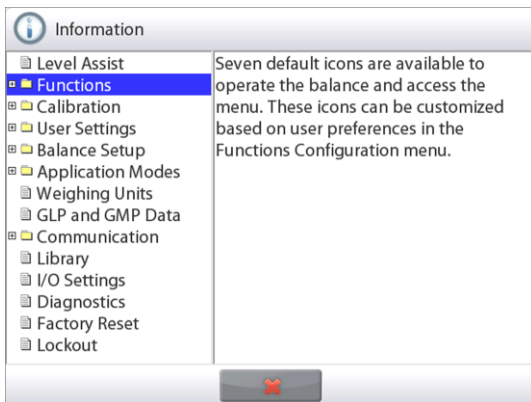 Information
Level Assist
Functions
Calibration
User Settings
Balance Setup
Application Modes
Weighing Units
GLP and GMP Data
Communication
Library
I/O Settings
Diagnostics
Factory Reset
Lockout
Seven default icons are available to
operate the balance and access the
menu. These icons can be customized
based on user preferences in the
Functions Configuration menu.